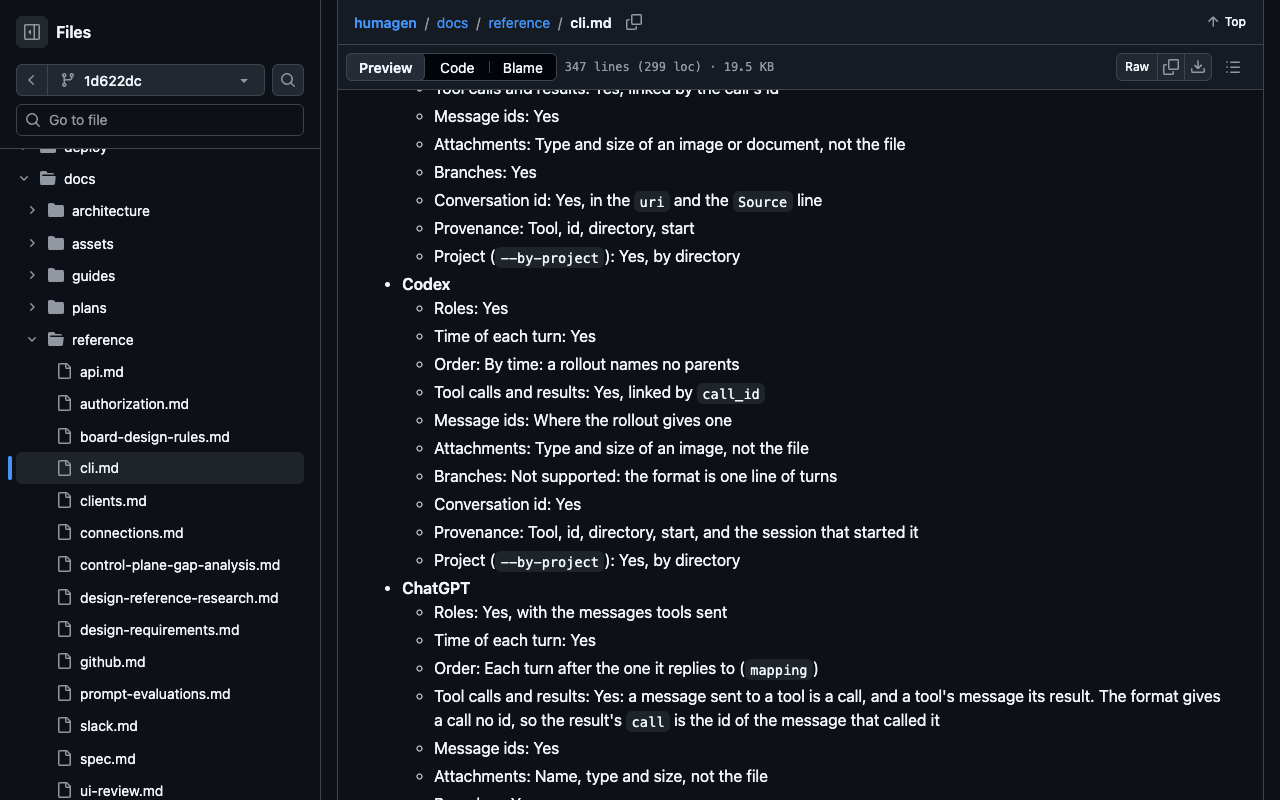 Files
humagen / docs / reference / cli.md
Top
1d622dc
Preview Code Blame 347 lines (299 loc) · 19.5 KB
Raw
Go to file
deploy
docs
architecture
assets
guides
plans
reference
api.md
authorization.md
board-design-rules.md
cli.md
clients.md
connections.md
control-plane-gap-analysis.md
design-reference-research.md
design-requirements.md
github.md
prompt-evaluations.md
slack.md
spec.md
ui-review.md
Tool calls and results: Yes, linked by the call's id
Message ids: Yes
Attachments: Type and size of an image or document, not the file
Branches: Yes
Conversation id: Yes, in the uri and the Source line
Provenance: Tool, id, directory, start
Project (--by-project): Yes, by directory
Codex
Roles: Yes
Time of each turn: Yes
Order: By time: a rollout names no parents
Tool calls and results: Yes, linked by call_id
Message ids: Where the rollout gives one
Attachments: Type and size of an image, not the file
Branches: Not supported: the format is one line of turns
Conversation id: Yes
Provenance: Tool, id, directory, start, and the session that started it
Project (--by-project): Yes, by directory
ChatGPT
Roles: Yes, with the messages tools sent
Time of each turn: Yes
Order: Each turn after the one it replies to (mapping)
Tool calls and results: Yes: a message sent to a tool is a call, and a tool's message its result. The format gives
a call no id, so the result's call is the id of the message that called it
Message ids: Yes
Attachments: Name, type and size, not the file